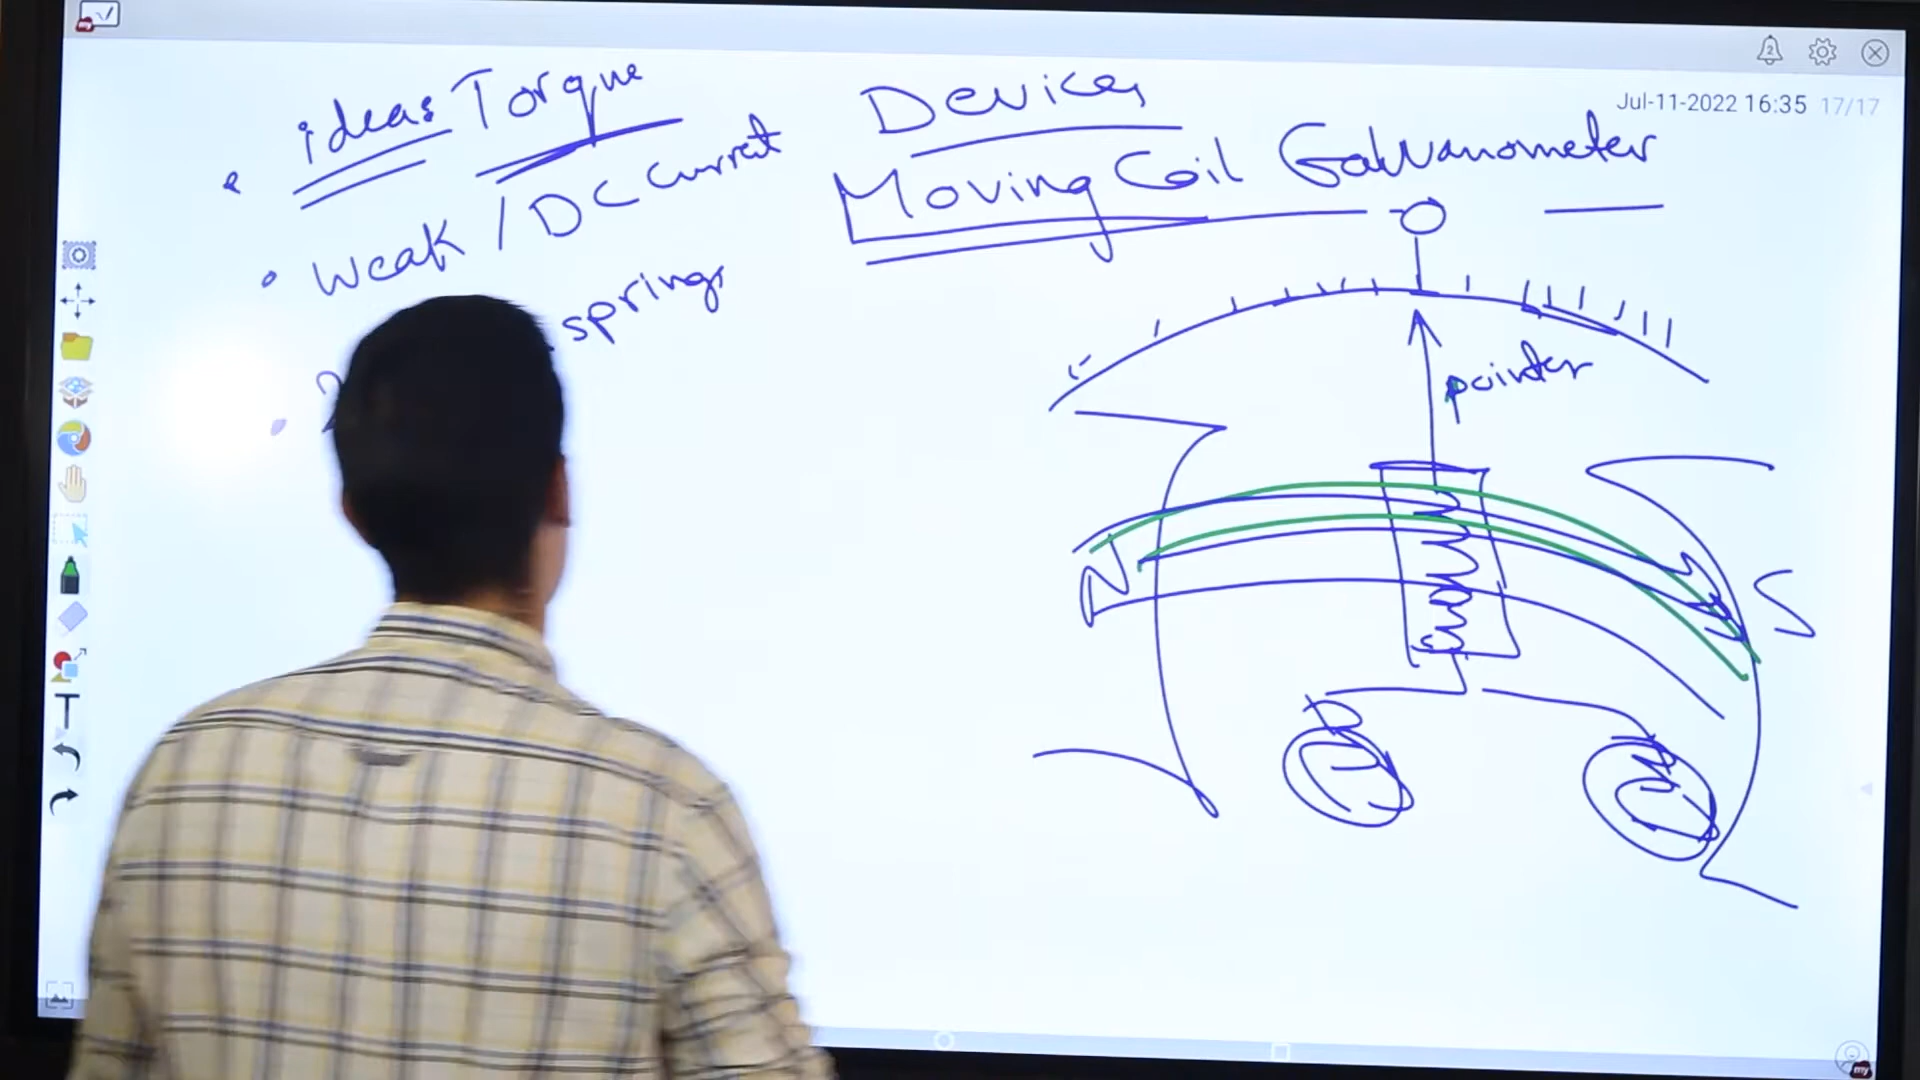 Jul-11-2022 16:35 17/17
ideas Torque
Weak / DC Current
springs
Devices
Moving Coil Galvanometer
O
pointer
N
S